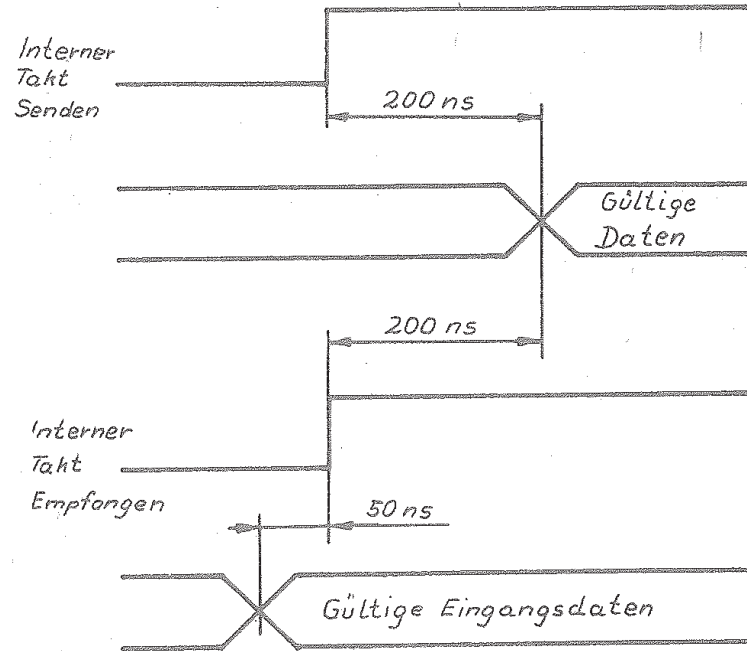 Interner
Takt
Senden
200 ns
Gültige
Daten
200 ns
Interner
Takt
Empfangen
50 ns
Gültige Eingangsdaten